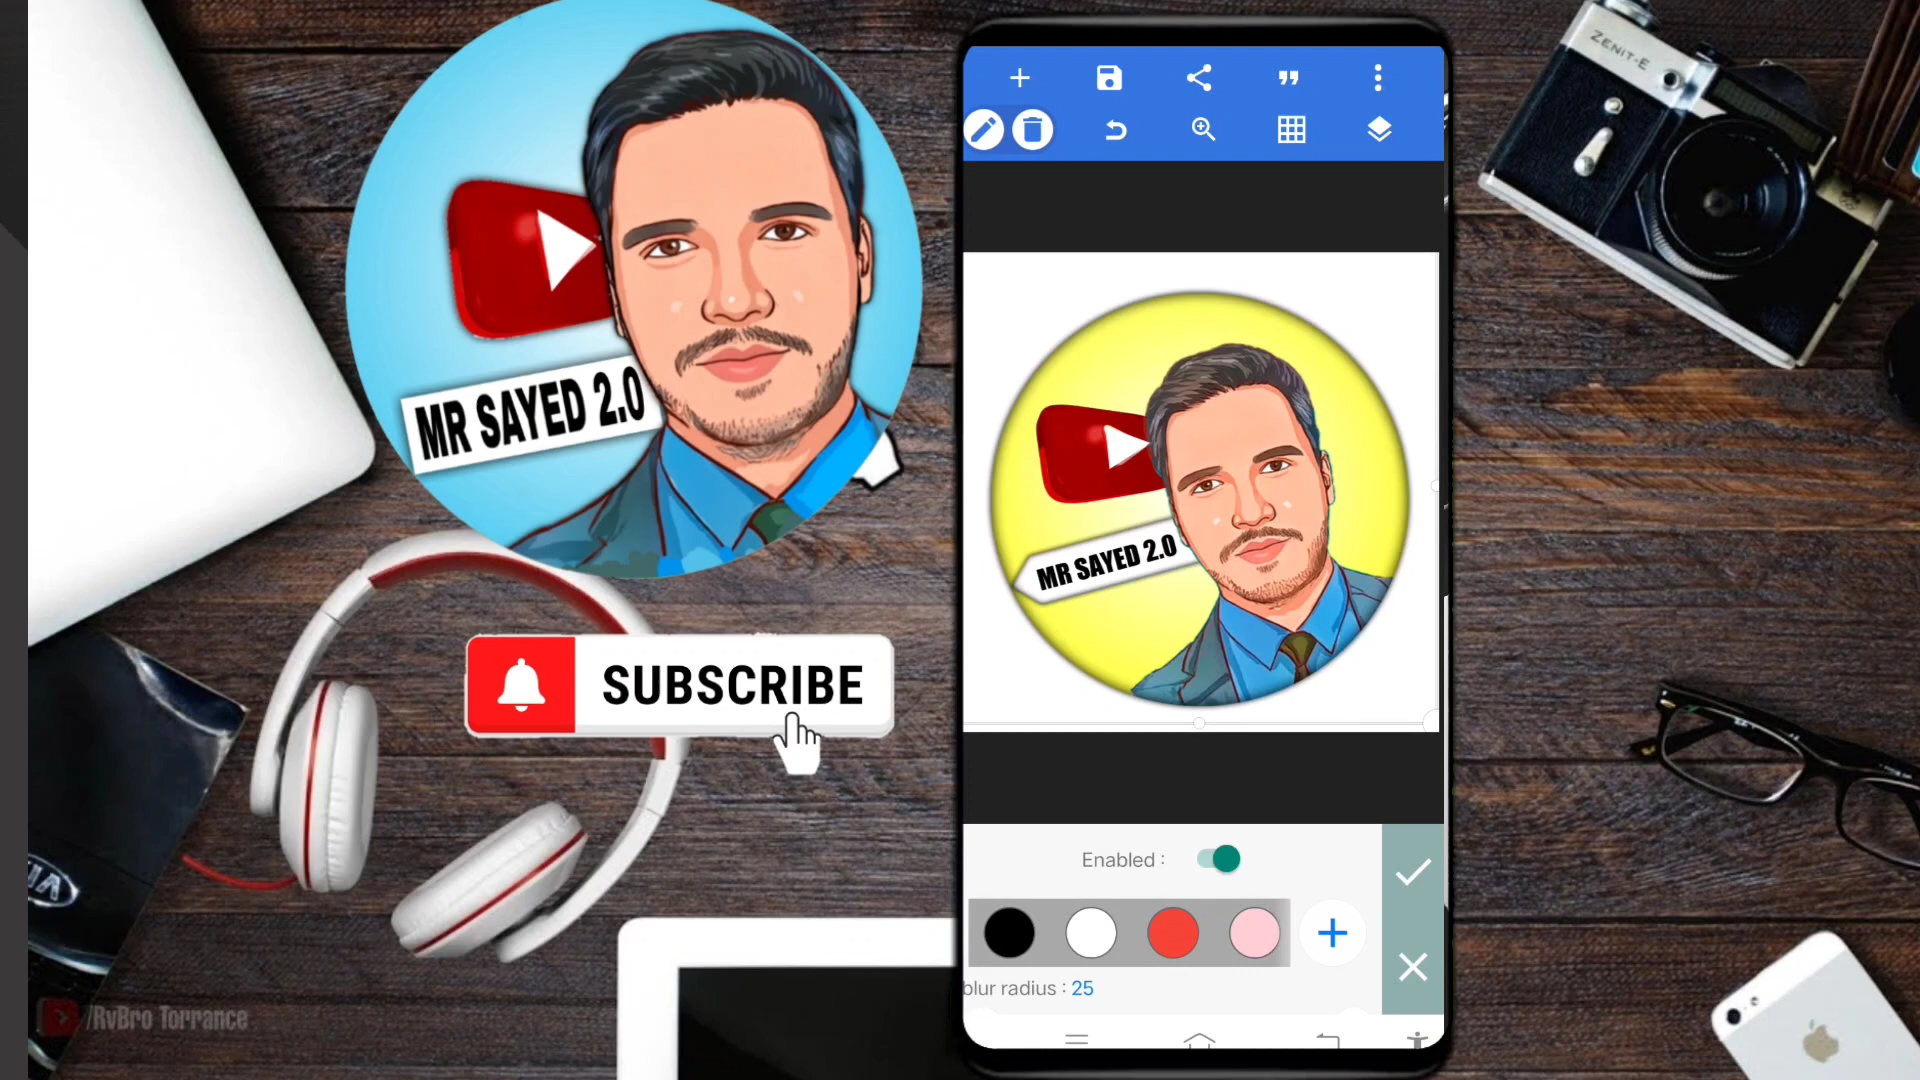 ZENIT-E
MR SAYED 2.0
MR SAYED 2.0
SUBSCRIBE
Enabled :
blur radius : 25
/RvBro Torrance